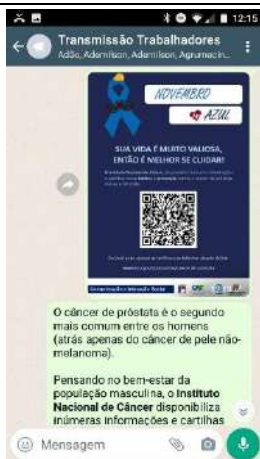 12:15
Transmissão Trabalhadores
Adão, Ademilson, Ademilson, Agrumacin...
NOVEMBRO
AZUL
SUA VIDA É MUITO VALIOSA,
ENTÃO É MELHOR SE CUIDAR!
O câncer de próstata é o segundo
mais comum entre os homens
(atrás apenas do câncer de pele não-
melanoma).
Pensando no bem-estar da
população masculina, o Instituto
Nacional de Câncer disponibiliza
inúmeras informações e cartilhas
Mensagem